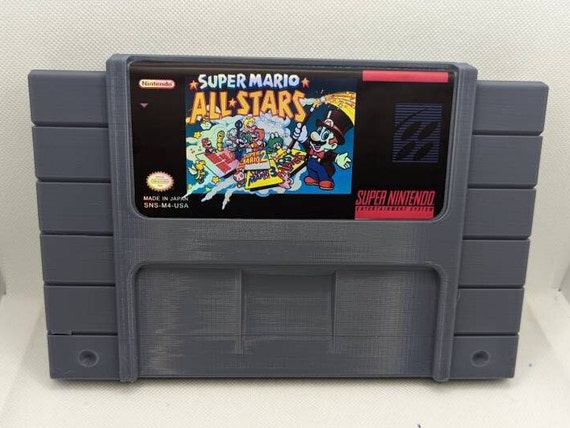 Nintendo
SUPER MARIO
ALL★STARS
MADE IN JAPAN
SNS-M4-USA
SUPER NINTENDO
ENTERTAINMENT SYSTEM